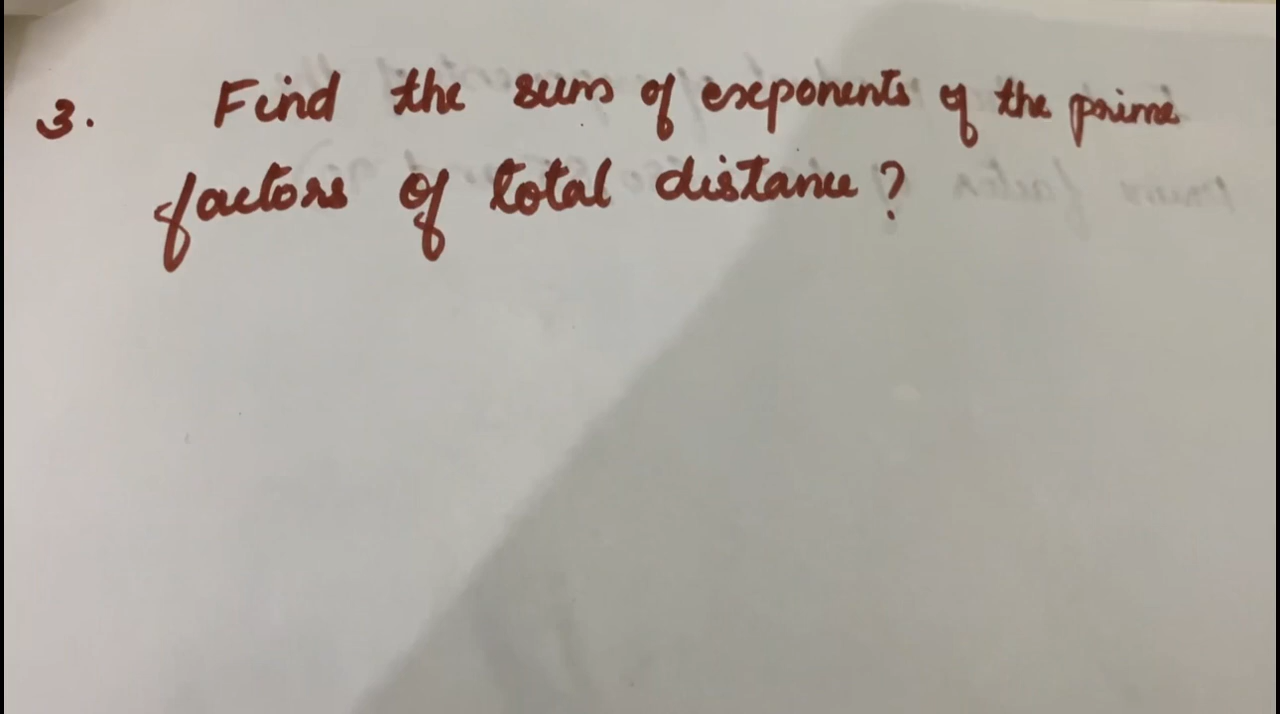 3. Find the sum of exponents of the prime
factors of total distance?